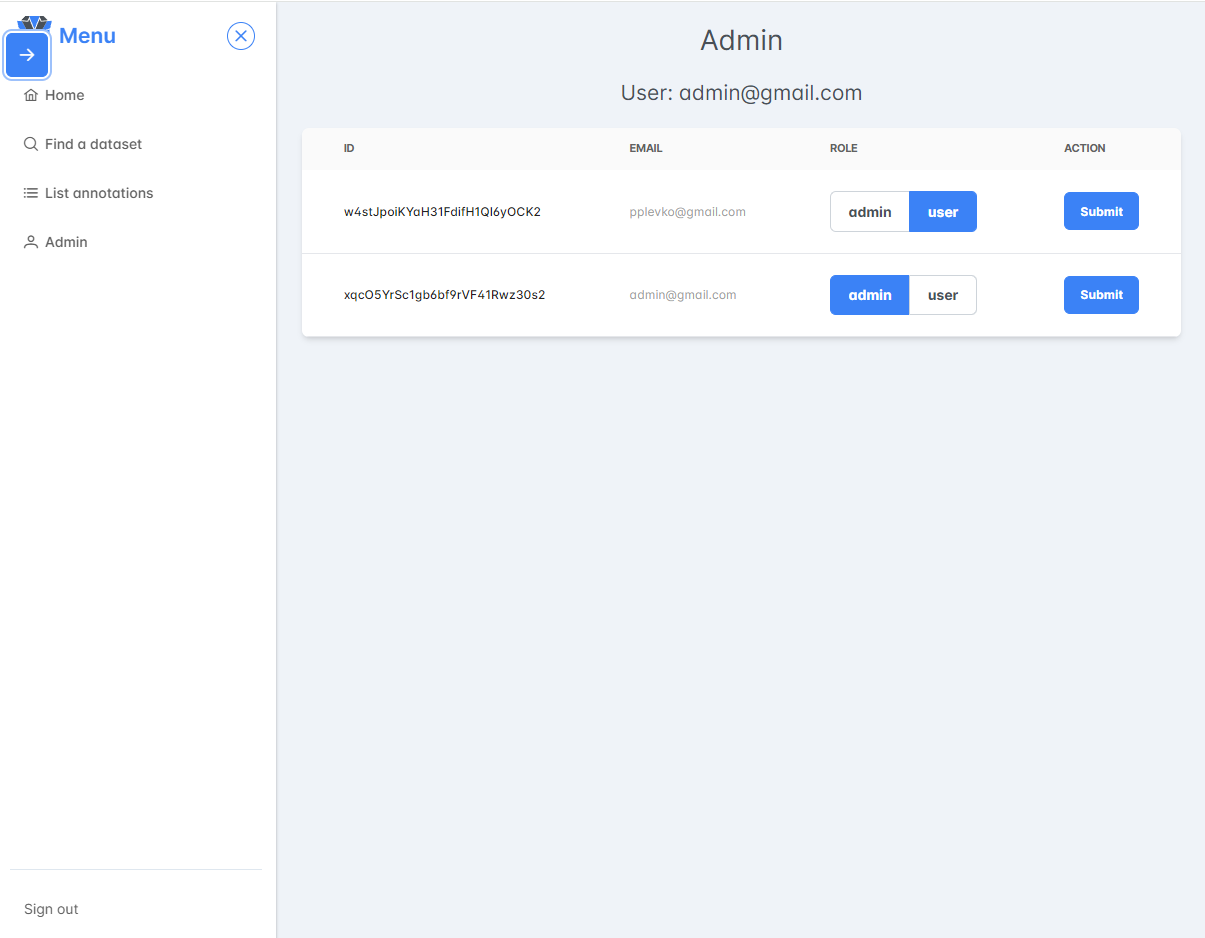 Menu
Home
Find a dataset
List annotations
Admin
Sign out
Admin
User: admin@gmail.com
ID EMAIL ROLE ACTION
w4stJpoiKYaH31FdifH1QI6yOCK2 pplevko@gmail.com admin user Submit
xqcO5YrSc1gb6bf9rVF41Rwz30s2 admin@gmail.com admin user Submit